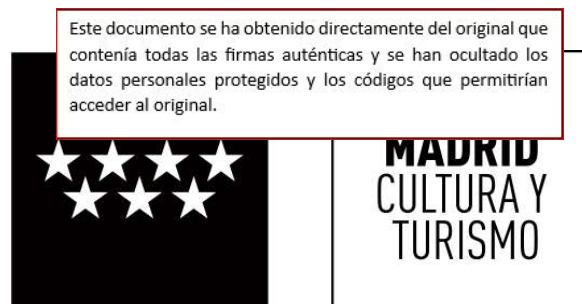 Este documento se ha obtenido directamente del original que
contenía todas las firmas auténticas y se han ocultado los
datos personales protegidos y los códigos que permitirían
acceder al original.
MADRID
CULTURA Y
TURISMO